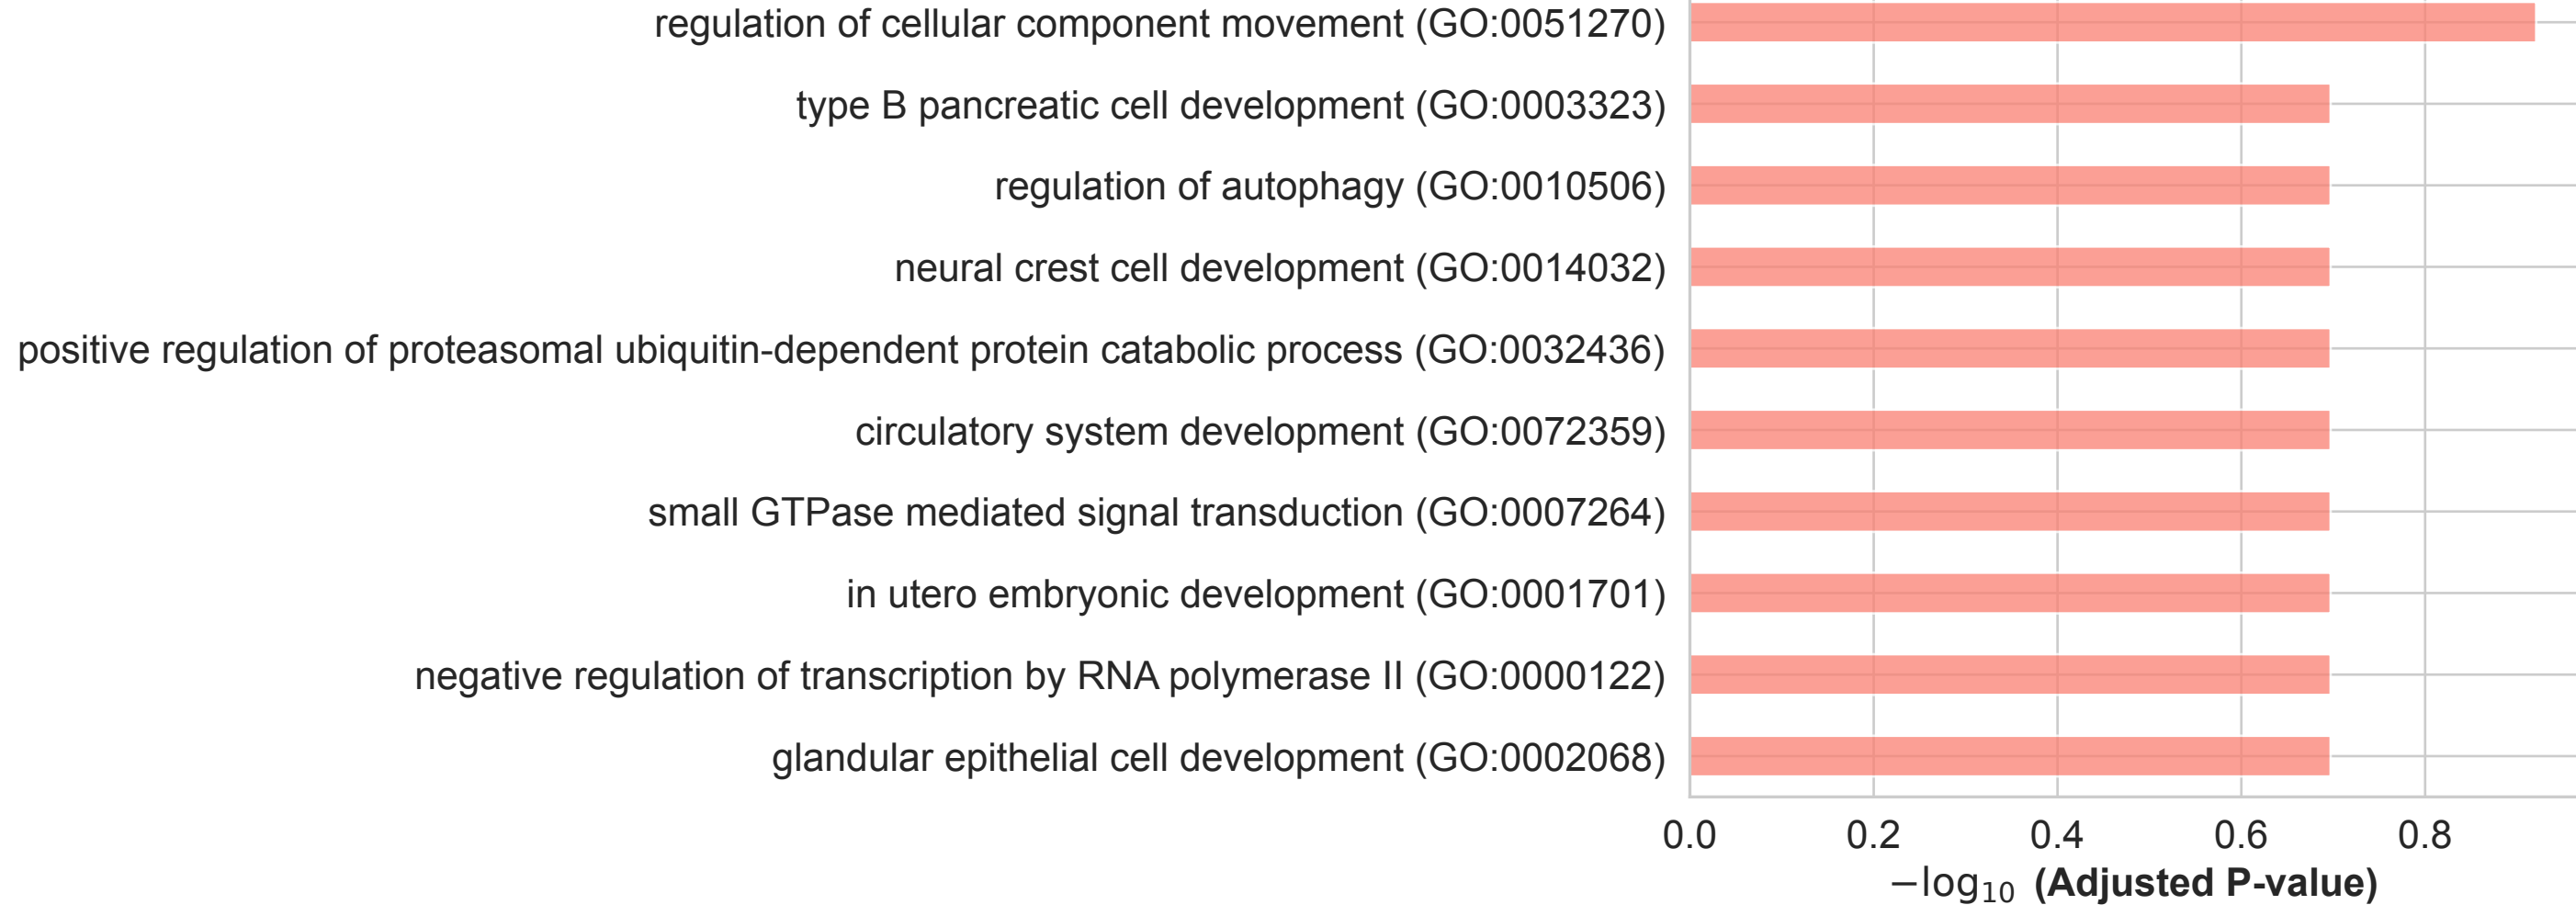 regulation of cellular component movement (GO:0051270)
type B pancreatic cell development (GO:0003323)
regulation of autophagy (GO:0010506)
neural crest cell development (GO:0014032)
positive regulation of proteasomal ubiquitin-dependent protein catabolic process (GO:0032436)
circulatory system development (GO:0072359)
small GTPase mediated signal transduction (GO:0007264)
in utero embryonic development (GO:0001701)
negative regulation of transcription by RNA polymerase II (GO:0000122)
glandular epithelial cell development (GO:0002068)
0.0 0.2 0.4 0.6 0.8
−log₁₀ (Adjusted P-value)